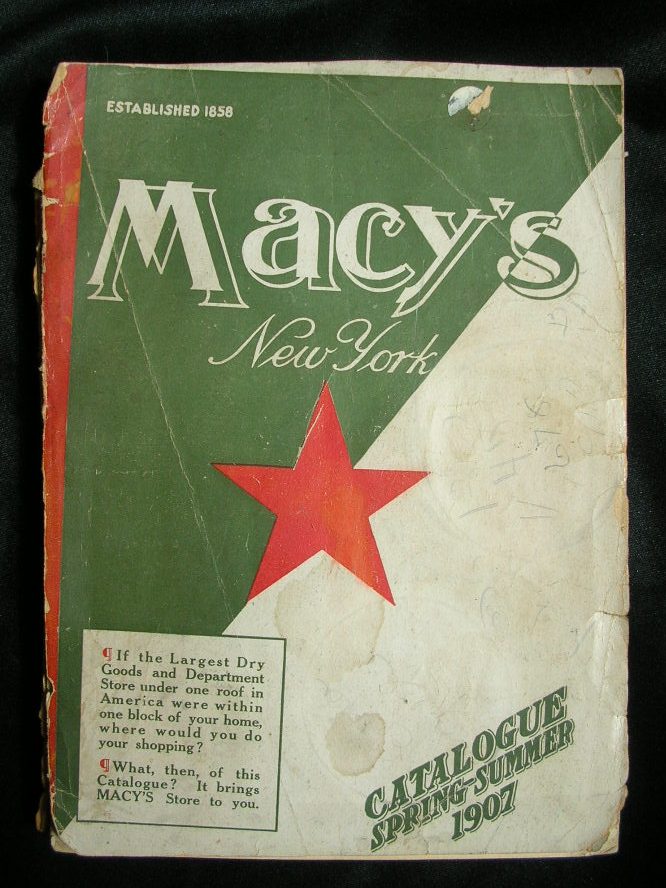 ESTABLISHED 1858
Macy's
New York
¶ If the Largest Dry
Goods and Department
Store under one roof in
America were within
one block of your home,
where would you do
your shopping?
¶ What, then, of this
Catalogue? It brings
MACY'S Store to you.
CATALOGUE
SPRING-SUMMER
1907